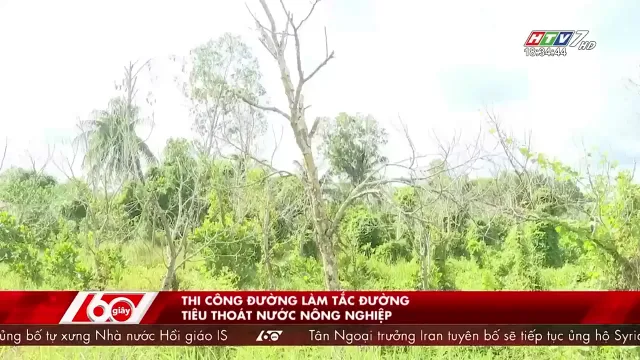 HTV7 HD
18:34:44
THI CÔNG ĐƯỜNG LÀM TẮC ĐƯỜNG
TIÊU THOÁT NƯỚC NÔNG NGHIỆP
60 giây
ủng bố tự xưng Nhà nước Hồi giáo IS 60 Tân Ngoại trưởng Iran tuyên bố sẽ tiếp tục ủng hộ Syri